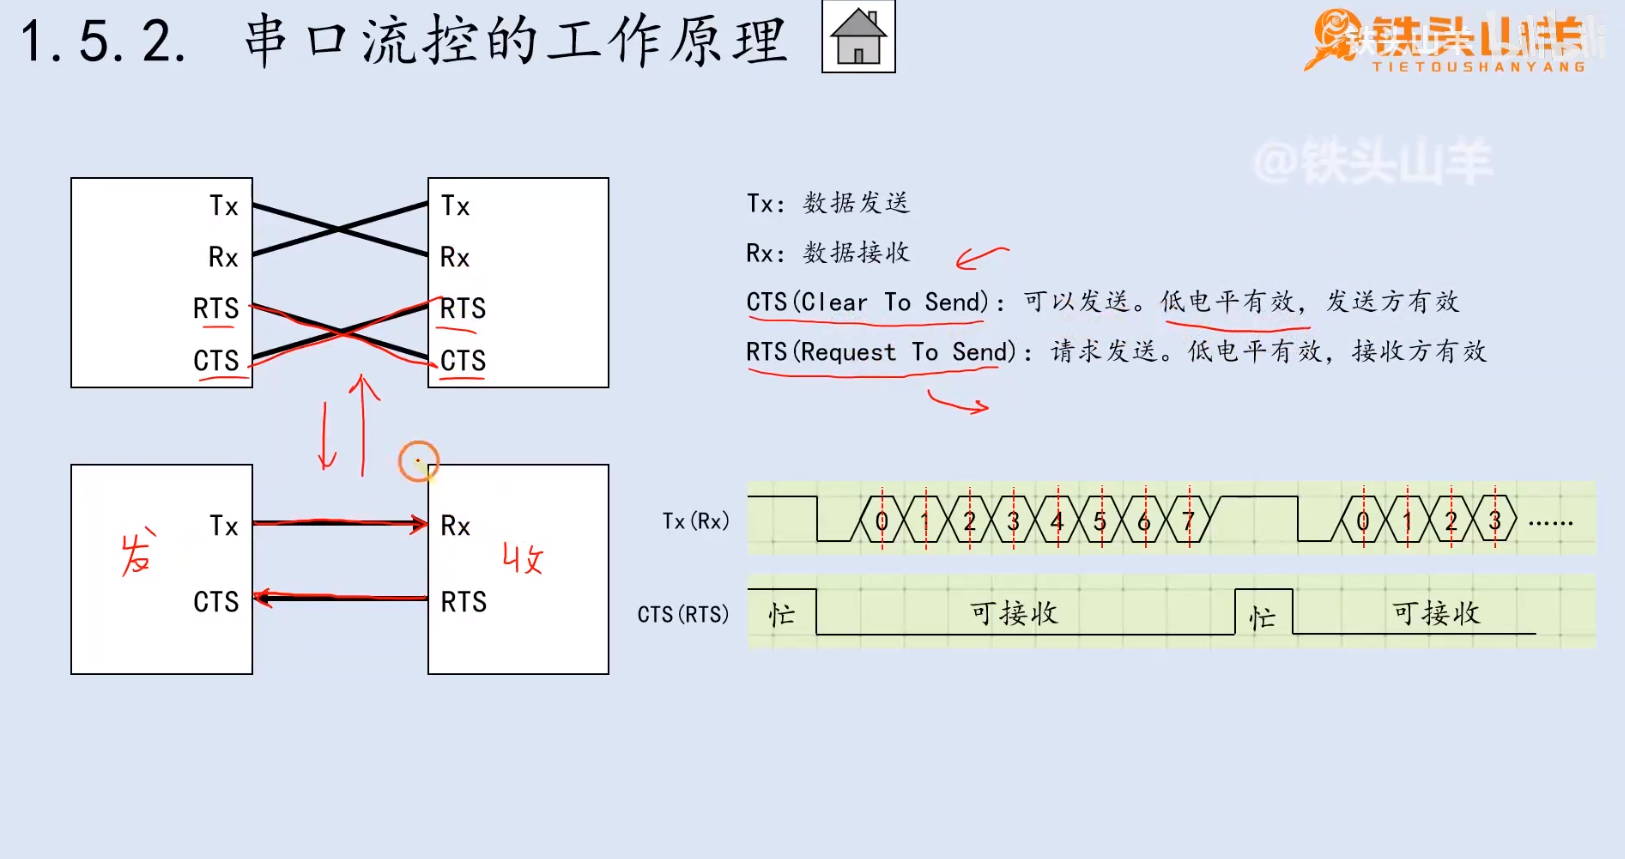 1.5.2. 串口流控的工作原理
铁头山羊
TIETOUSHANYANG
@铁头山羊
Tx Tx
Rx Rx
RTS RTS
CTS CTS
Tx: 数据发送
Rx: 数据接收
CTS(Clear To Send): 可以发送。低电平有效，发送方有效
RTS(Request To Send): 请求发送。低电平有效，接收方有效
发
Tx Rx
收
CTS RTS
Tx(Rx) 0 1 2 3 4 5 6 7 0 1 2 3 ……
CTS(RTS) 忙 可接收 忙 可接收